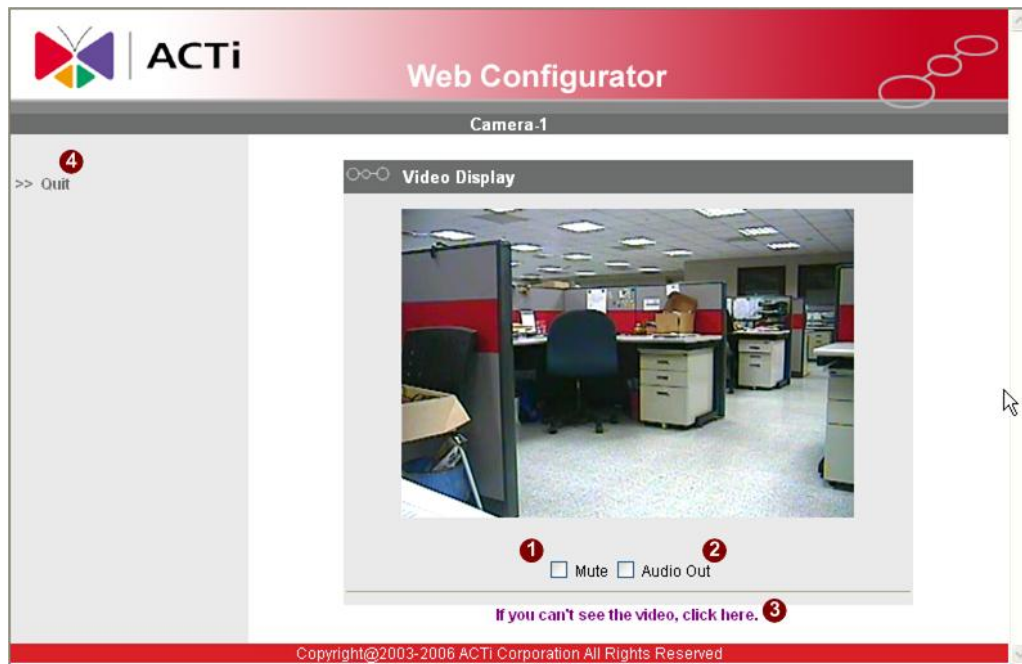 ACTi
Web Configurator
Camera-1
4
>> Quit
Video Display
1 2
Mute Audio Out
If you can't see the video, click here. 3
Copyright@2003-2006 ACTi Corporation All Rights Reserved